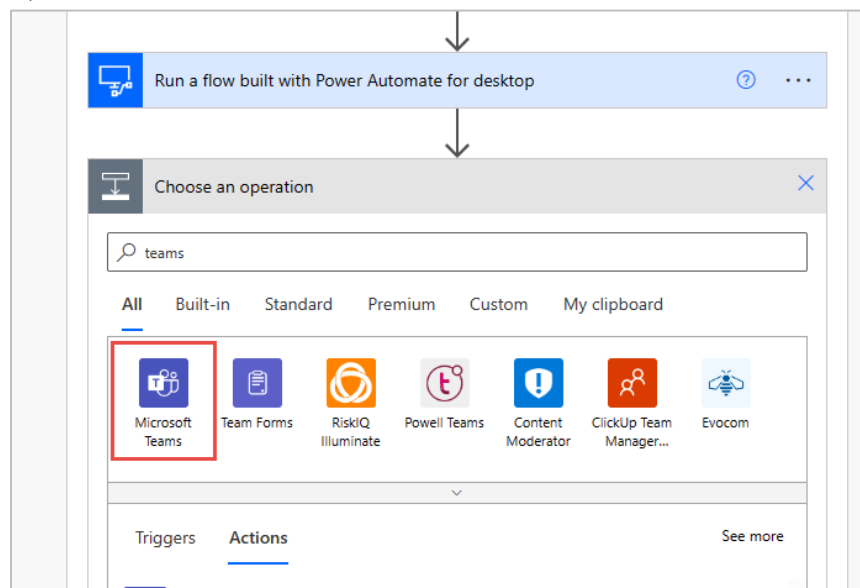 Run a flow built with Power Automate for desktop
Choose an operation
teams
All Built-in Standard Premium Custom My clipboard
Microsoft Teams
Team Forms
RiskIQ Illuminate
Powell Teams
Content Moderator
ClickUp Team Manager...
Evocom
Triggers Actions See more